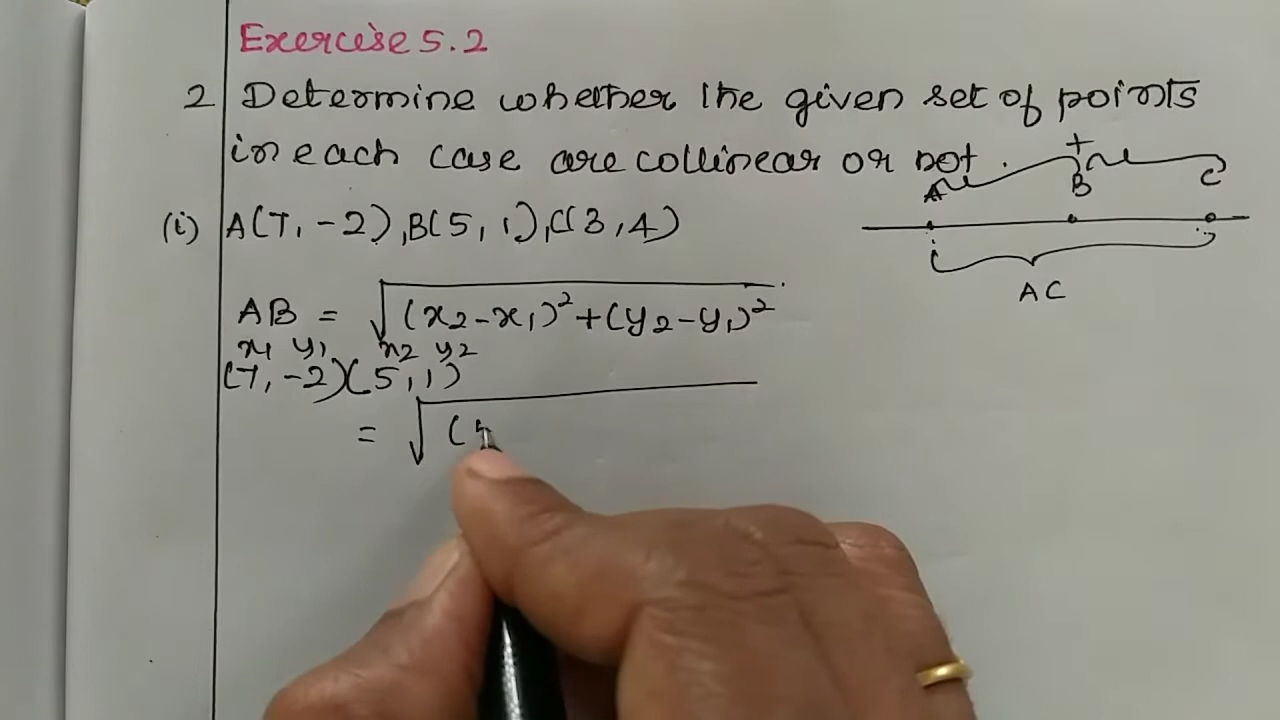 Exercise 5.2
2 Determine whether the given set of points
in each case are collinear or not.
+
A B C
(i) A(7, -2), B(5, 1), C(3, 4)
AC
AB = √(x2-x1)²+(y2-y1)²
x1 y1 x2 y2
(7, -2)(5, 1)
= √(5